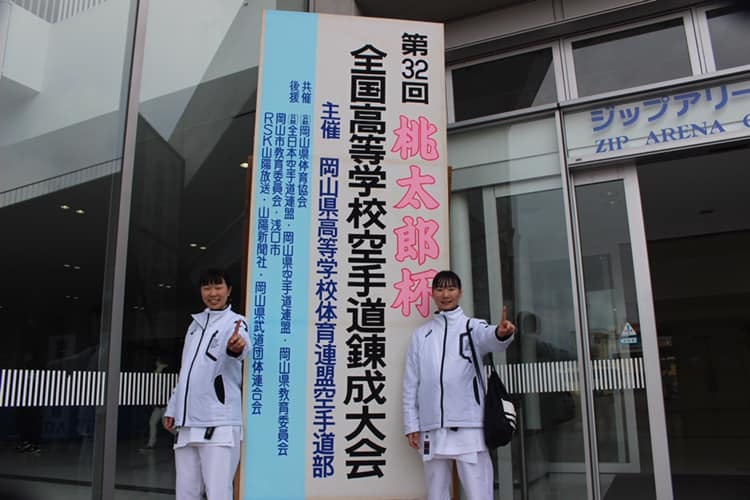 第32回 桃太郎杯
全国高等学校空手道錬成大会
主催 岡山県高等学校体育連盟空手道部
共催
後援
岡山県体育協会
全日本空手道連盟・岡山県空手道連盟・岡山県教育委員会
岡山市教育委員会・浅口市
RSK山陽放送・山陽新聞社・岡山県武道団体連合会
ジップアリー
ZIP ARENA